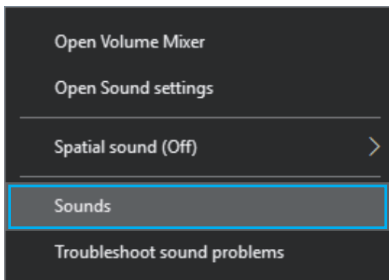 Open Volume Mixer
Open Sound settings
Spatial sound (Off)
Sounds
Troubleshoot sound problems